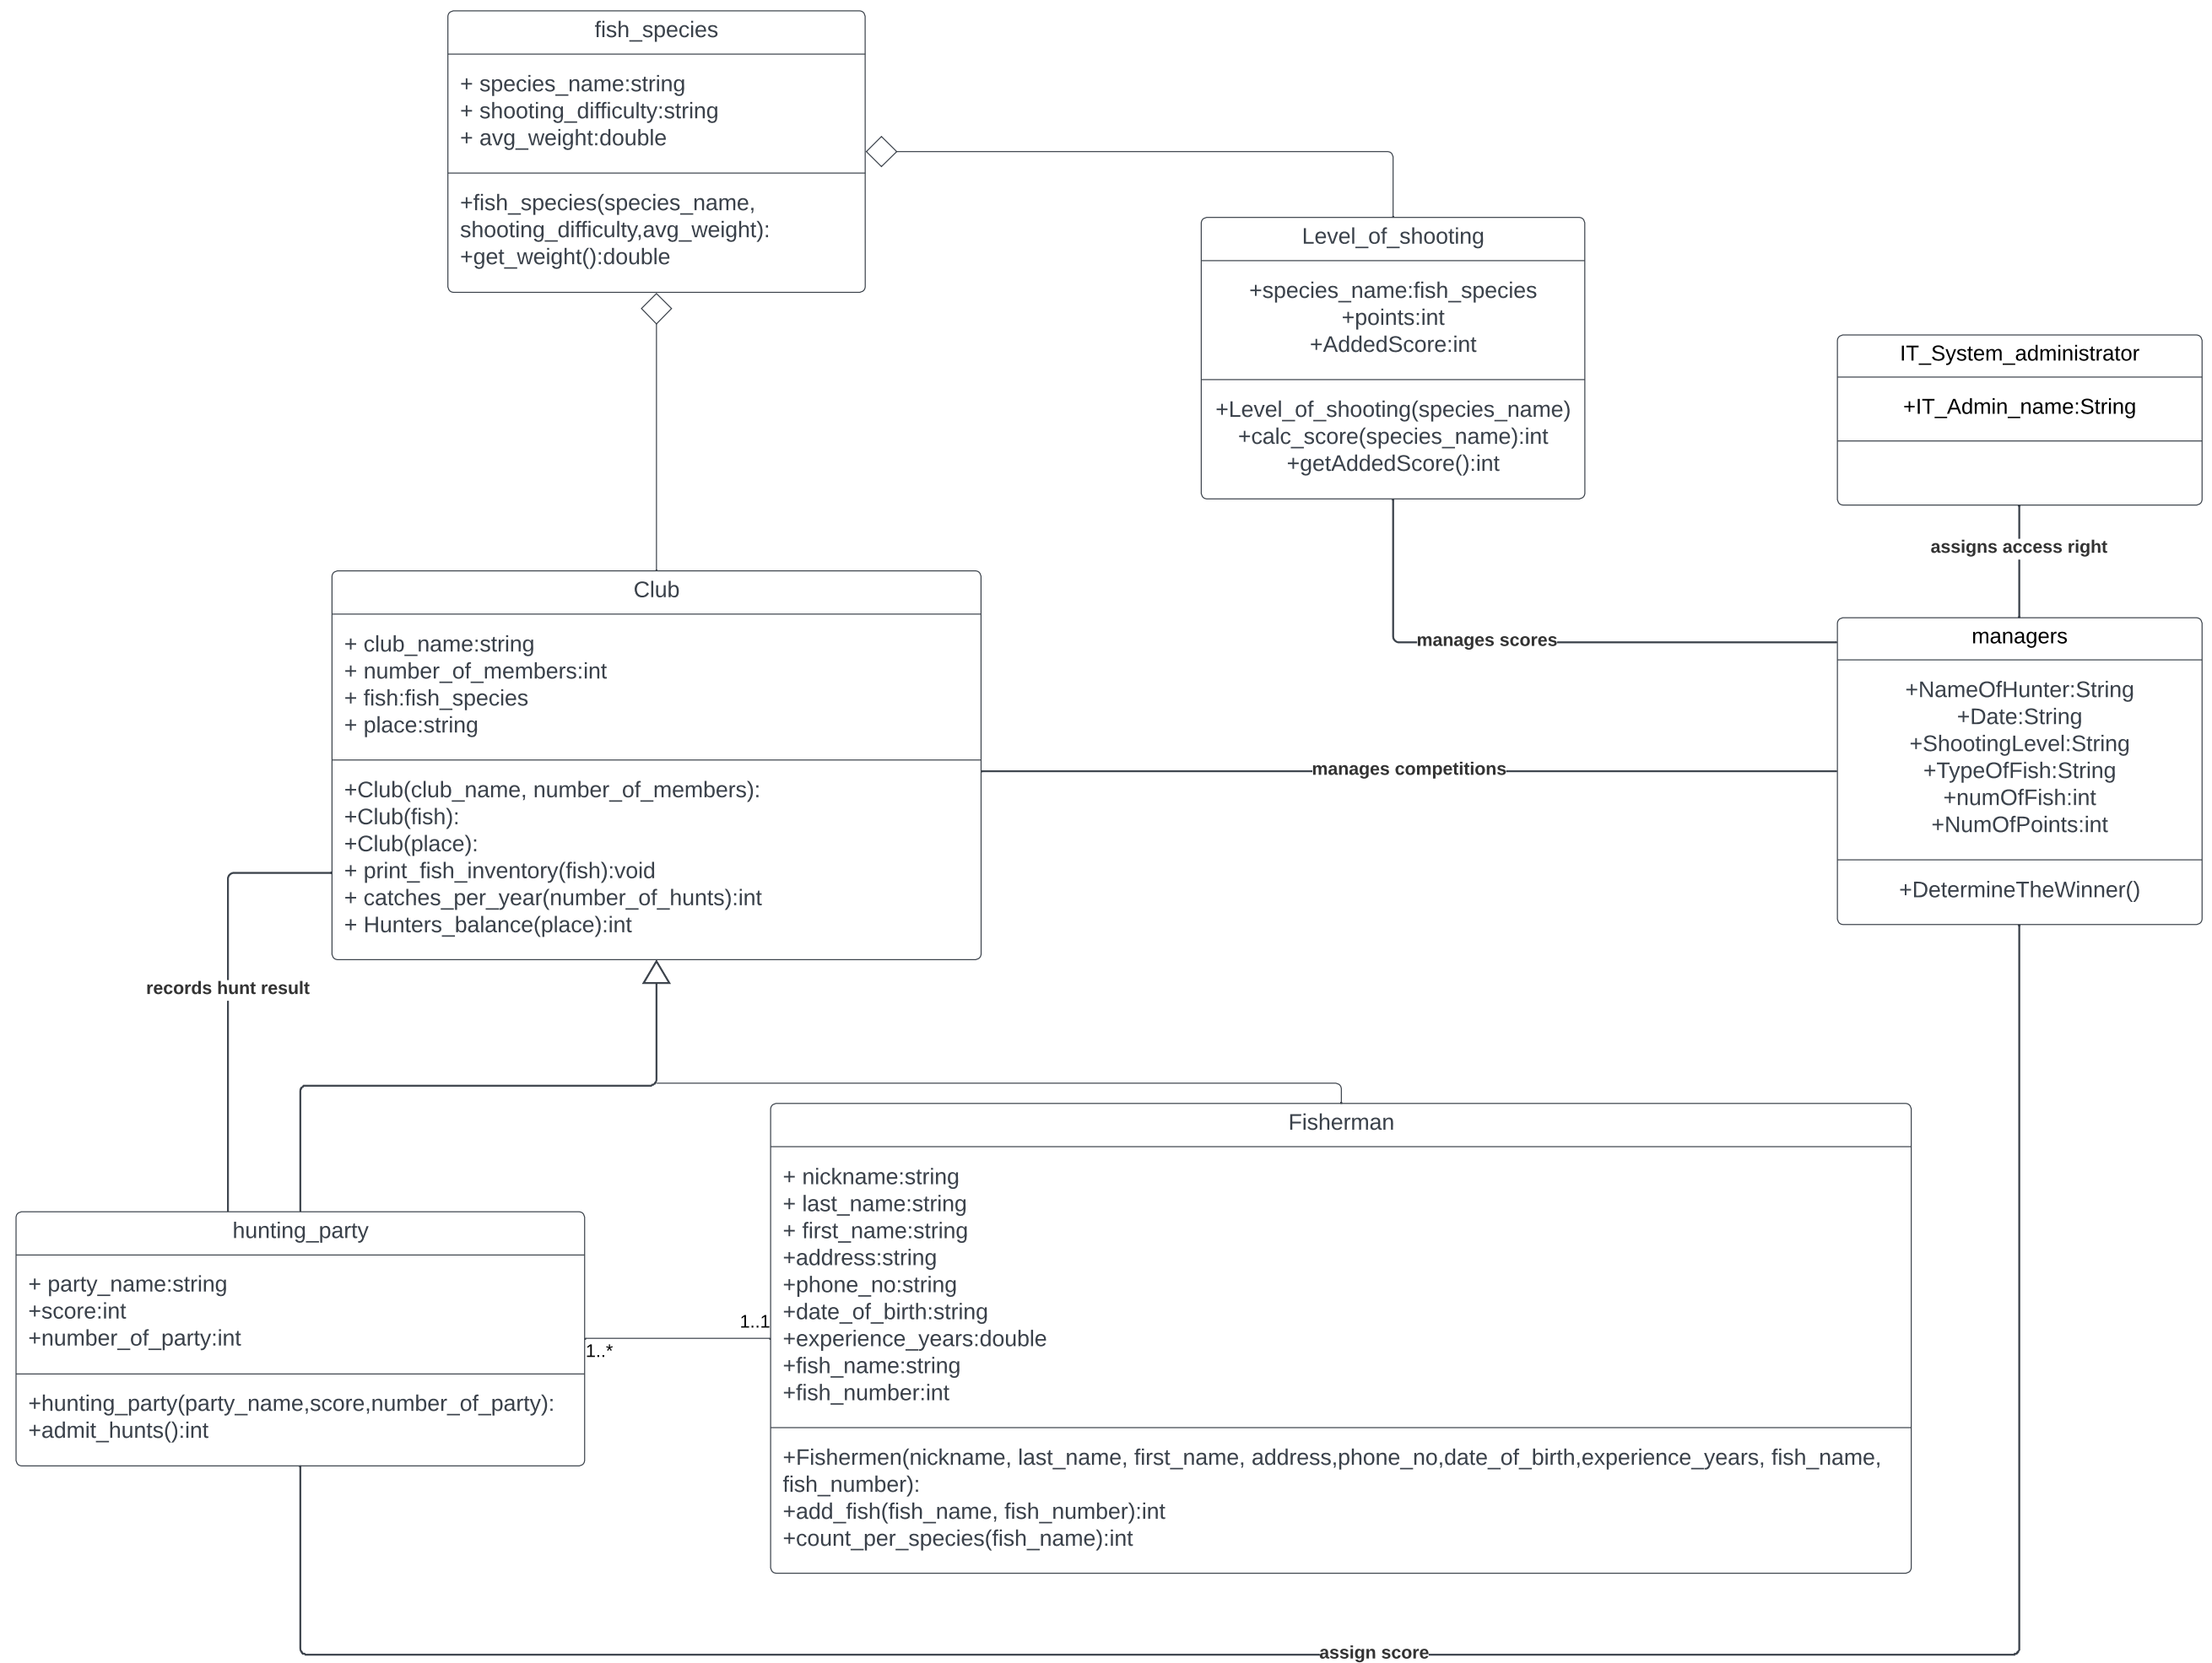 fish_species
+ species_name:string
+ shooting_difficulty:string
+ avg_weight:double
+fish_species(species_name,
shooting_difficulty,avg_weight):
+get_weight():double
Level_of_shooting
+species_name:fish_species
+points:int
+AddedScore:int
+Level_of_shooting(species_name)
+calc_score(species_name):int
+getAddedScore():int
IT_System_administrator
+IT_Admin_name:String
assigns access right
manages scores
managers
+NameOfHunter:String
+Date:String
+ShootingLevel:String
+TypeOfFish:String
+numOfFish:int
+NumOfPoints:int
+DetermineTheWinner()
Club
+ club_name:string
+ number_of_members:int
+ fish:fish_species
+ place:string
+Club(club_name, number_of_members):
+Club(fish):
+Club(place):
+ print_fish_inventory(fish):void
+ catches_per_year(number_of_hunts):int
+ Hunters_balance(place):int
manages competitions
records hunt result
hunting_party
+ party_name:string
+score:int
+number_of_party:int
+hunting_party(party_name,score,number_of_party):
+admit_hunts():int
1..1
1..*
Fisherman
+ nickname:string
+ last_name:string
+ first_name:string
+address:string
+phone_no:string
+date_of_birth:string
+experience_years:double
+fish_name:string
+fish_number:int
+Fishermen(nickname, last_name, first_name, address,phone_no,date_of_birth,experience_years, fish_name,
fish_number):
+add_fish(fish_name, fish_number):int
+count_per_species(fish_name):int
assign score